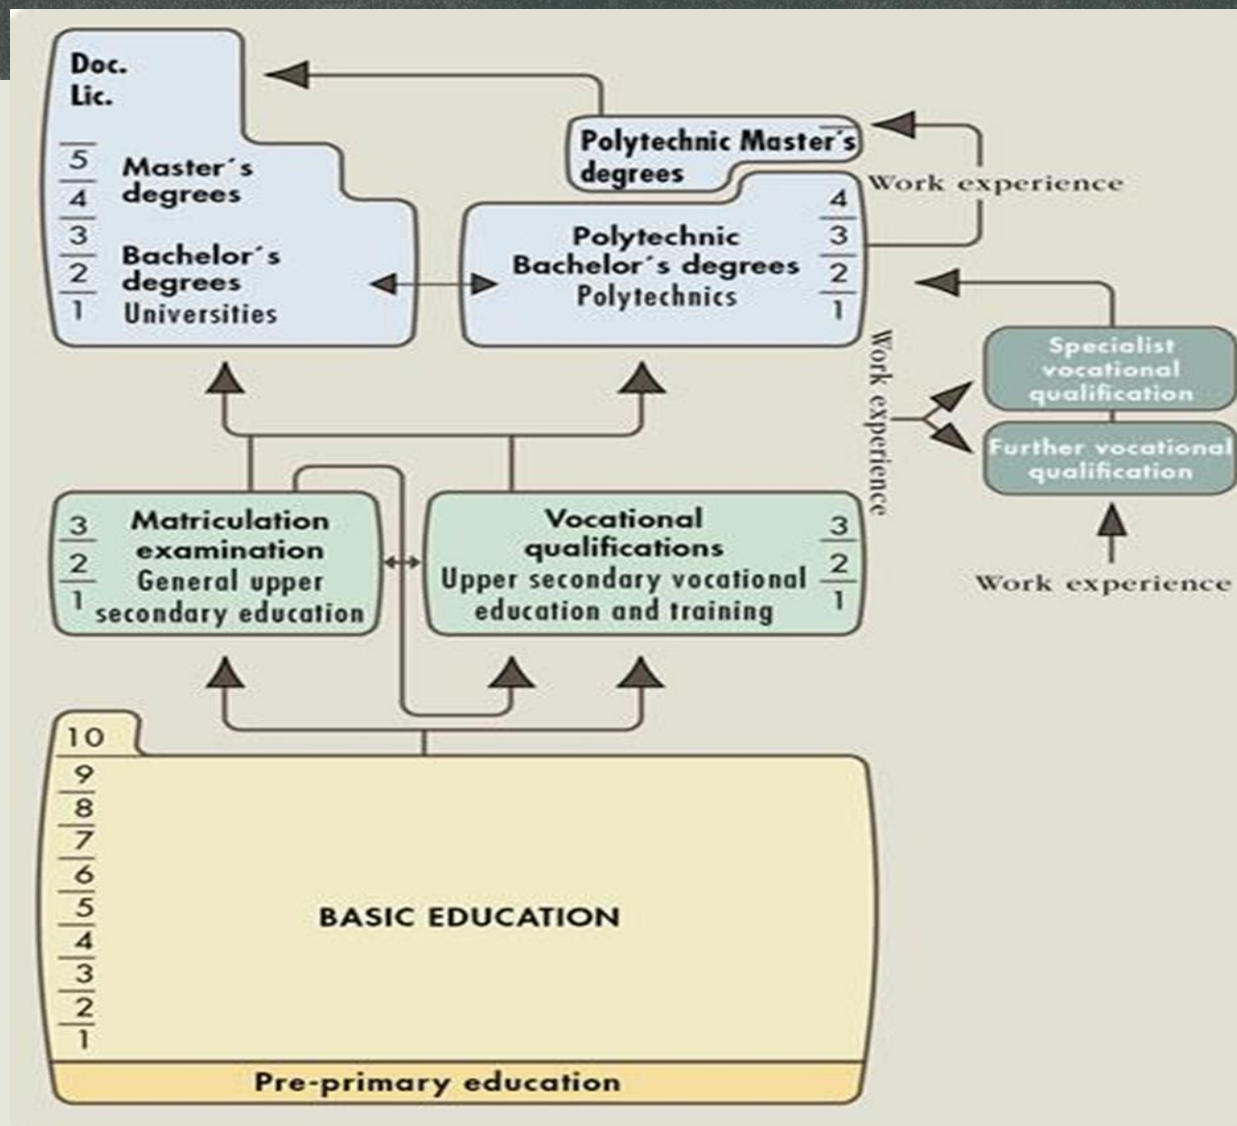 Doc.
Lic.
5
4
3
2
1
Master´s
degrees
Bachelor´s
degrees
Universities
Polytechnic Master´s
degrees
Work experience
Polytechnic
Bachelor´s degrees
Polytechnics
4
3
2
1
Work experience
Specialist
vocational
qualification
Further vocational
qualification
Work experience
3
2
1
Matriculation
examination
General upper
secondary education
Vocational
qualifications
Upper secondary vocational
education and training
3
2
1
10
9
8
7
6
5
4
3
2
1
BASIC EDUCATION
Pre-primary education